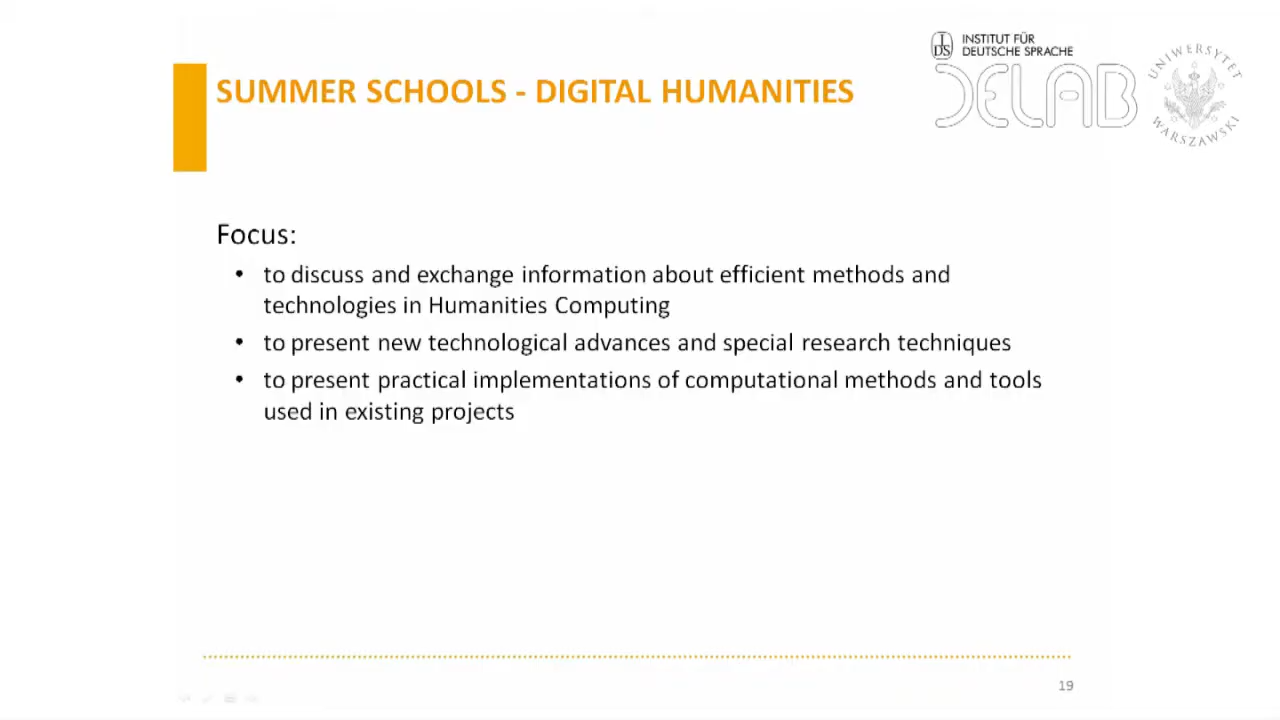 IDS INSTITUT FÜR
DEUTSCHE SPRACHE
DELAB
UNIWERSYTET
WARSZAWSKI
SUMMER SCHOOLS - DIGITAL HUMANITIES
Focus:
• to discuss and exchange information about efficient methods and
technologies in Humanities Computing
• to present new technological advances and special research techniques
• to present practical implementations of computational methods and tools
used in existing projects
19